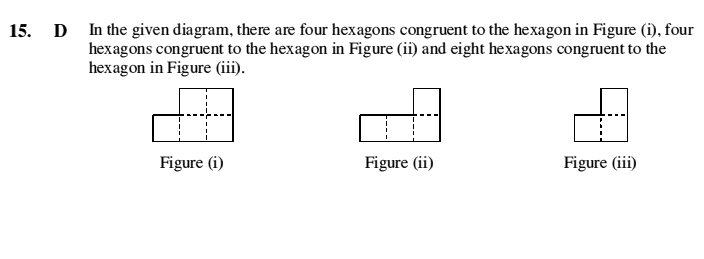 15. D In the given diagram, there are four hexagons congruent to the hexagon in Figure (i), four
hexagons congruent to the hexagon in Figure (ii) and eight hexagons congruent to the
hexagon in Figure (iii).
Figure (i) Figure (ii) Figure (iii)